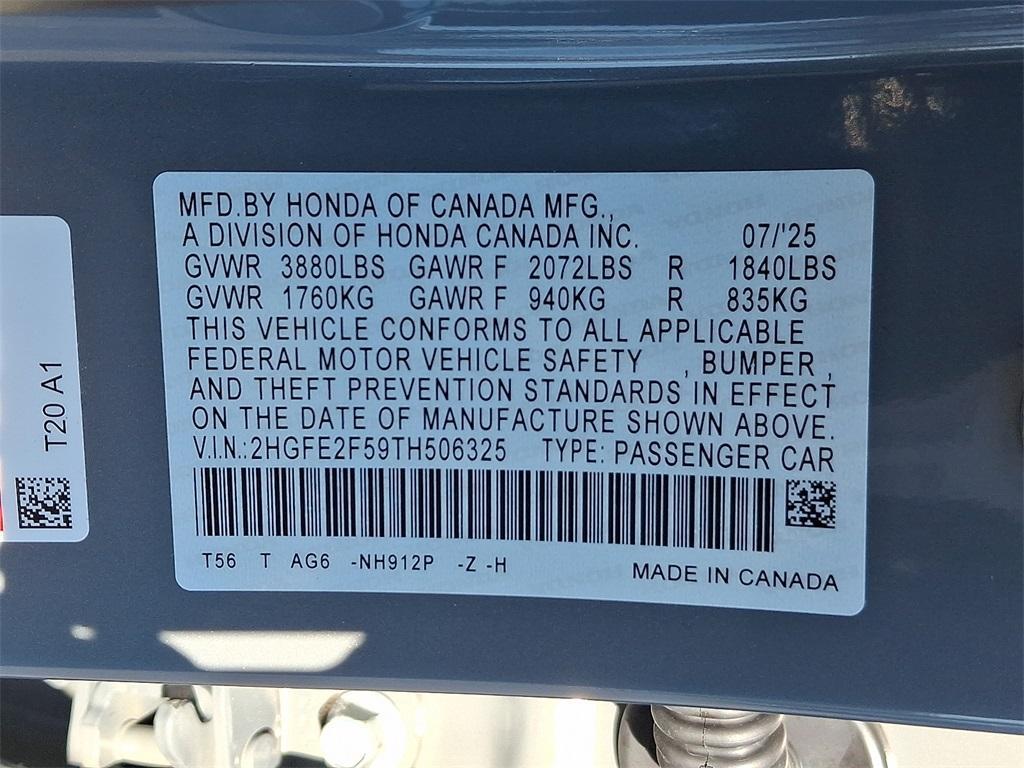 MFD.BY HONDA OF CANADA MFG.,
A DIVISION OF HONDA CANADA INC. 07/'25
GVWR 3880LBS GAWR F 2072LBS R 1840LBS
GVWR 1760KG GAWR F 940KG R 835KG
THIS VEHICLE CONFORMS TO ALL APPLICABLE
FEDERAL MOTOR VEHICLE SAFETY , BUMPER ,
AND THEFT PREVENTION STANDARDS IN EFFECT
ON THE DATE OF MANUFACTURE SHOWN ABOVE.
V.I.N.:2HGFE2F59TH506325 TYPE: PASSENGER CAR
T56 T AG6 -NH912P -Z -H
MADE IN CANADA
T20 A1